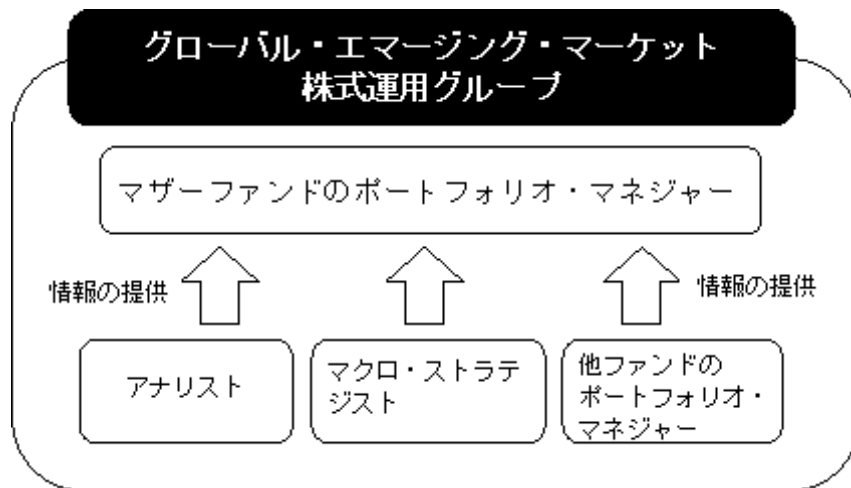 グローバル・エマージング・マーケット
株式運用グループ
マザーファンドのポートフォリオ・マネジャー
情報の提供
情報の提供
アナリスト
マクロ・ストラテ
ジスト
他ファンドの
ポートフォリオ・
マネジャー